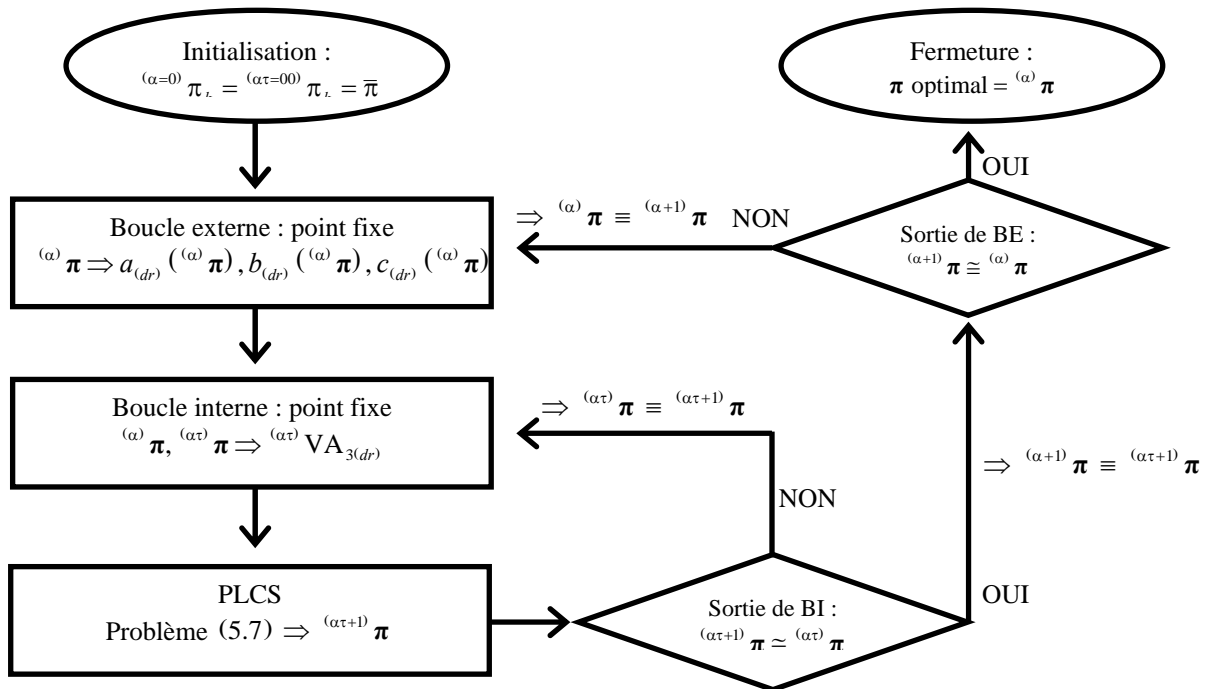 Initialisation :
(α=0) π_h = (ατ=00) π_h = π̅
Fermeture :
π optimal = (α) π
OUI
Boucle externe : point fixe
(α) π ⇒ a(dr) ((α) π), b(dr) ((α) π), c(dr) ((α) π)
⇒ (α) π ≡ (α+1) π NON
Sortie de BE :
(α+1) π ≅ (α) π
Boucle interne : point fixe
(α) π, (ατ) π ⇒ (ατ) VA3(dr)
⇒ (ατ) π ≡ (ατ+1) π
NON
⇒ (α+1) π ≡ (ατ+1) π
PLCS
Problème (5.7) ⇒ (ατ+1) π
Sortie de BI :
(ατ+1) π ≃ (ατ) π
OUI